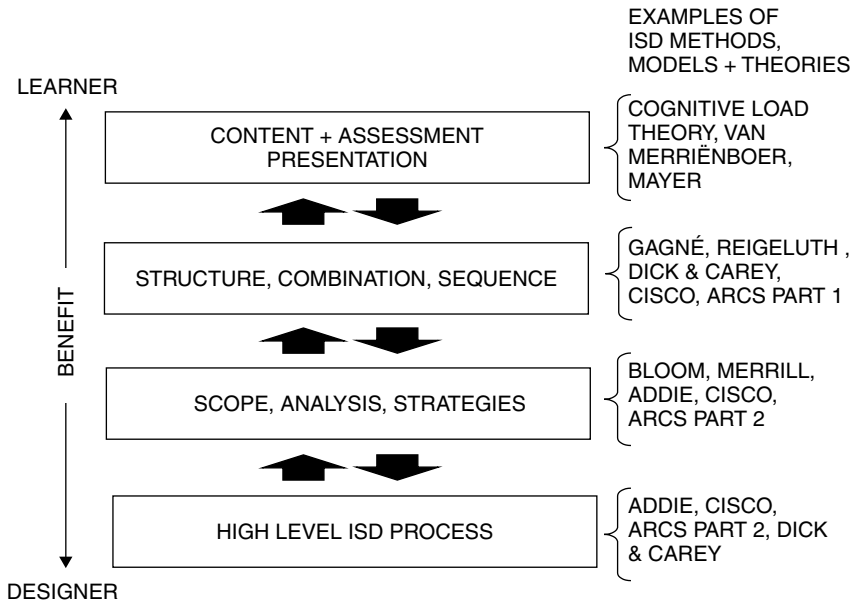 EXAMPLES OF
ISD METHODS,
MODELS + THEORIES
LEARNER
CONTENT + ASSESSMENT
PRESENTATION
COGNITIVE LOAD
THEORY, VAN
MERRIËNBOER,
MAYER
STRUCTURE, COMBINATION, SEQUENCE
GAGNÉ, REIGELUTH ,
DICK & CAREY,
CISCO, ARCS PART 1
BENEFIT
SCOPE, ANALYSIS, STRATEGIES
BLOOM, MERRILL,
ADDIE, CISCO,
ARCS PART 2
HIGH LEVEL ISD PROCESS
ADDIE, CISCO,
ARCS PART 2, DICK
& CAREY
DESIGNER